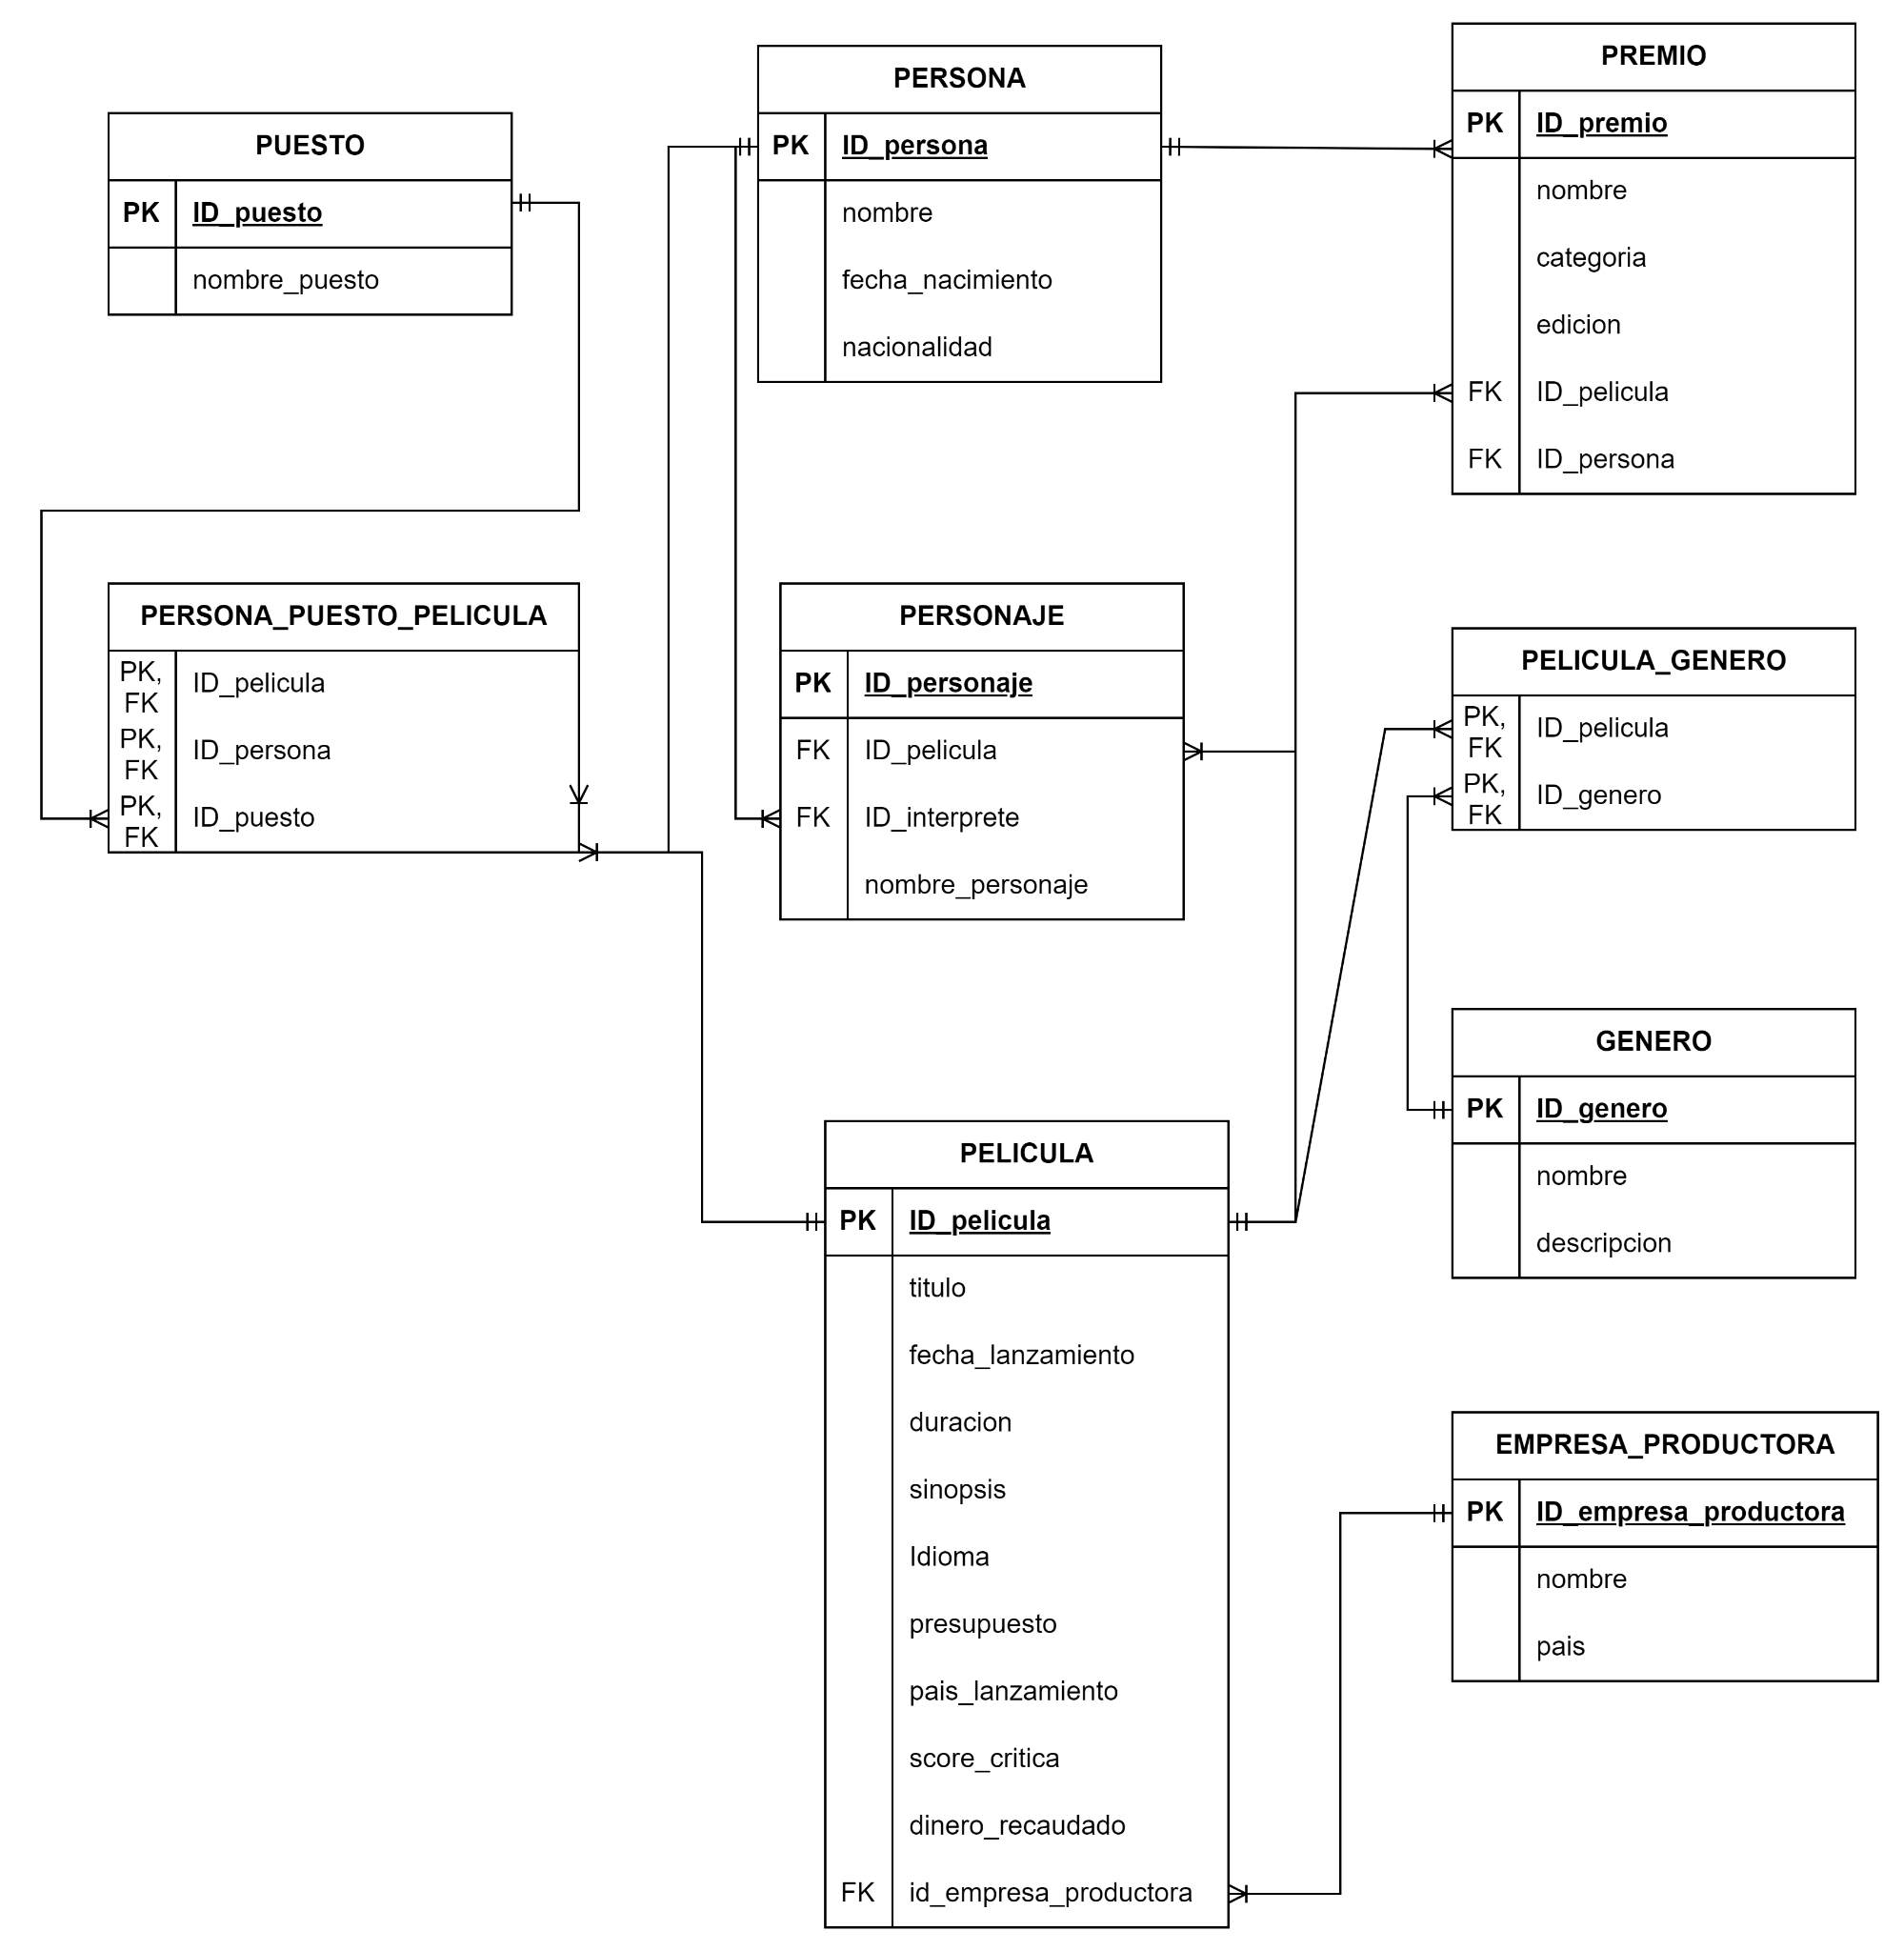 PUESTO
PK ID_puesto
nombre_puesto
PERSONA
PK ID_persona
nombre
fecha_nacimiento
nacionalidad
PREMIO
PK ID_premio
nombre
categoria
edicion
FK ID_pelicula
FK ID_persona
PERSONA_PUESTO_PELICULA
PK,
FK ID_pelicula
PK,
FK ID_persona
PK,
FK ID_puesto
PERSONAJE
PK ID_personaje
FK ID_pelicula
FK ID_interprete
nombre_personaje
PELICULA_GENERO
PK,
FK ID_pelicula
PK,
FK ID_genero
GENERO
PK ID_genero
nombre
descripcion
PELICULA
PK ID_pelicula
titulo
fecha_lanzamiento
duracion
sinopsis
Idioma
presupuesto
pais_lanzamiento
score_critica
dinero_recaudado
FK id_empresa_productora
EMPRESA_PRODUCTORA
PK ID_empresa_productora
nombre
pais